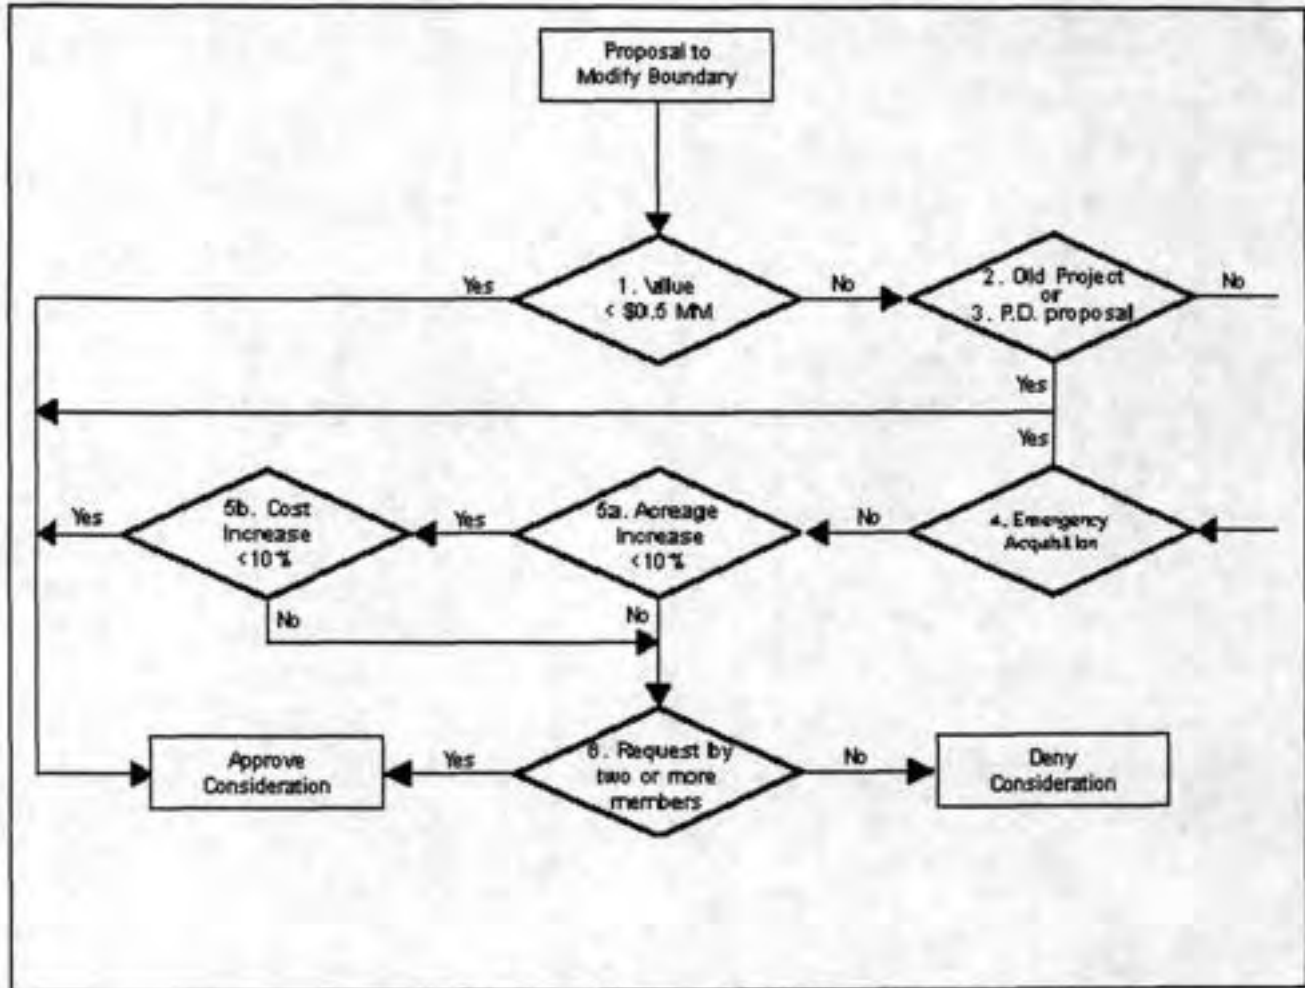 Proposal to
Modify Boundary
Yes
1. Value
< $0.5 MM
No
2. Old Project
or
3. P.D. proposal
No
Yes
Yes
Yes
5b. Cost
Increase
<10%
Yes
5a. Acreage
Increase
<10%
No
4. Emergency
Acquisition
No
No
Approve
Consideration
Yes
6. Request by
two or more
members
No
Deny
Consideration